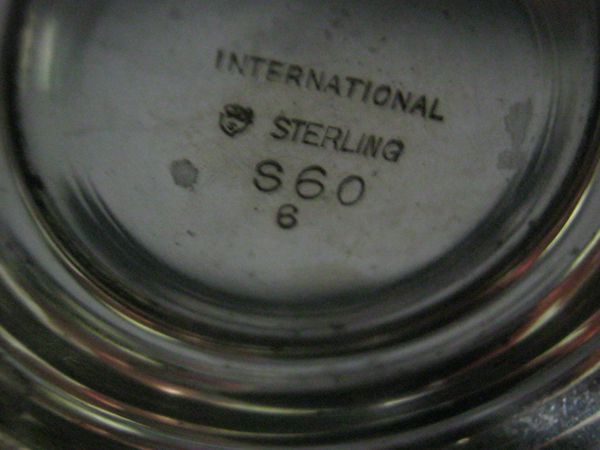 INTERNATIONAL
STERLING
S60
6